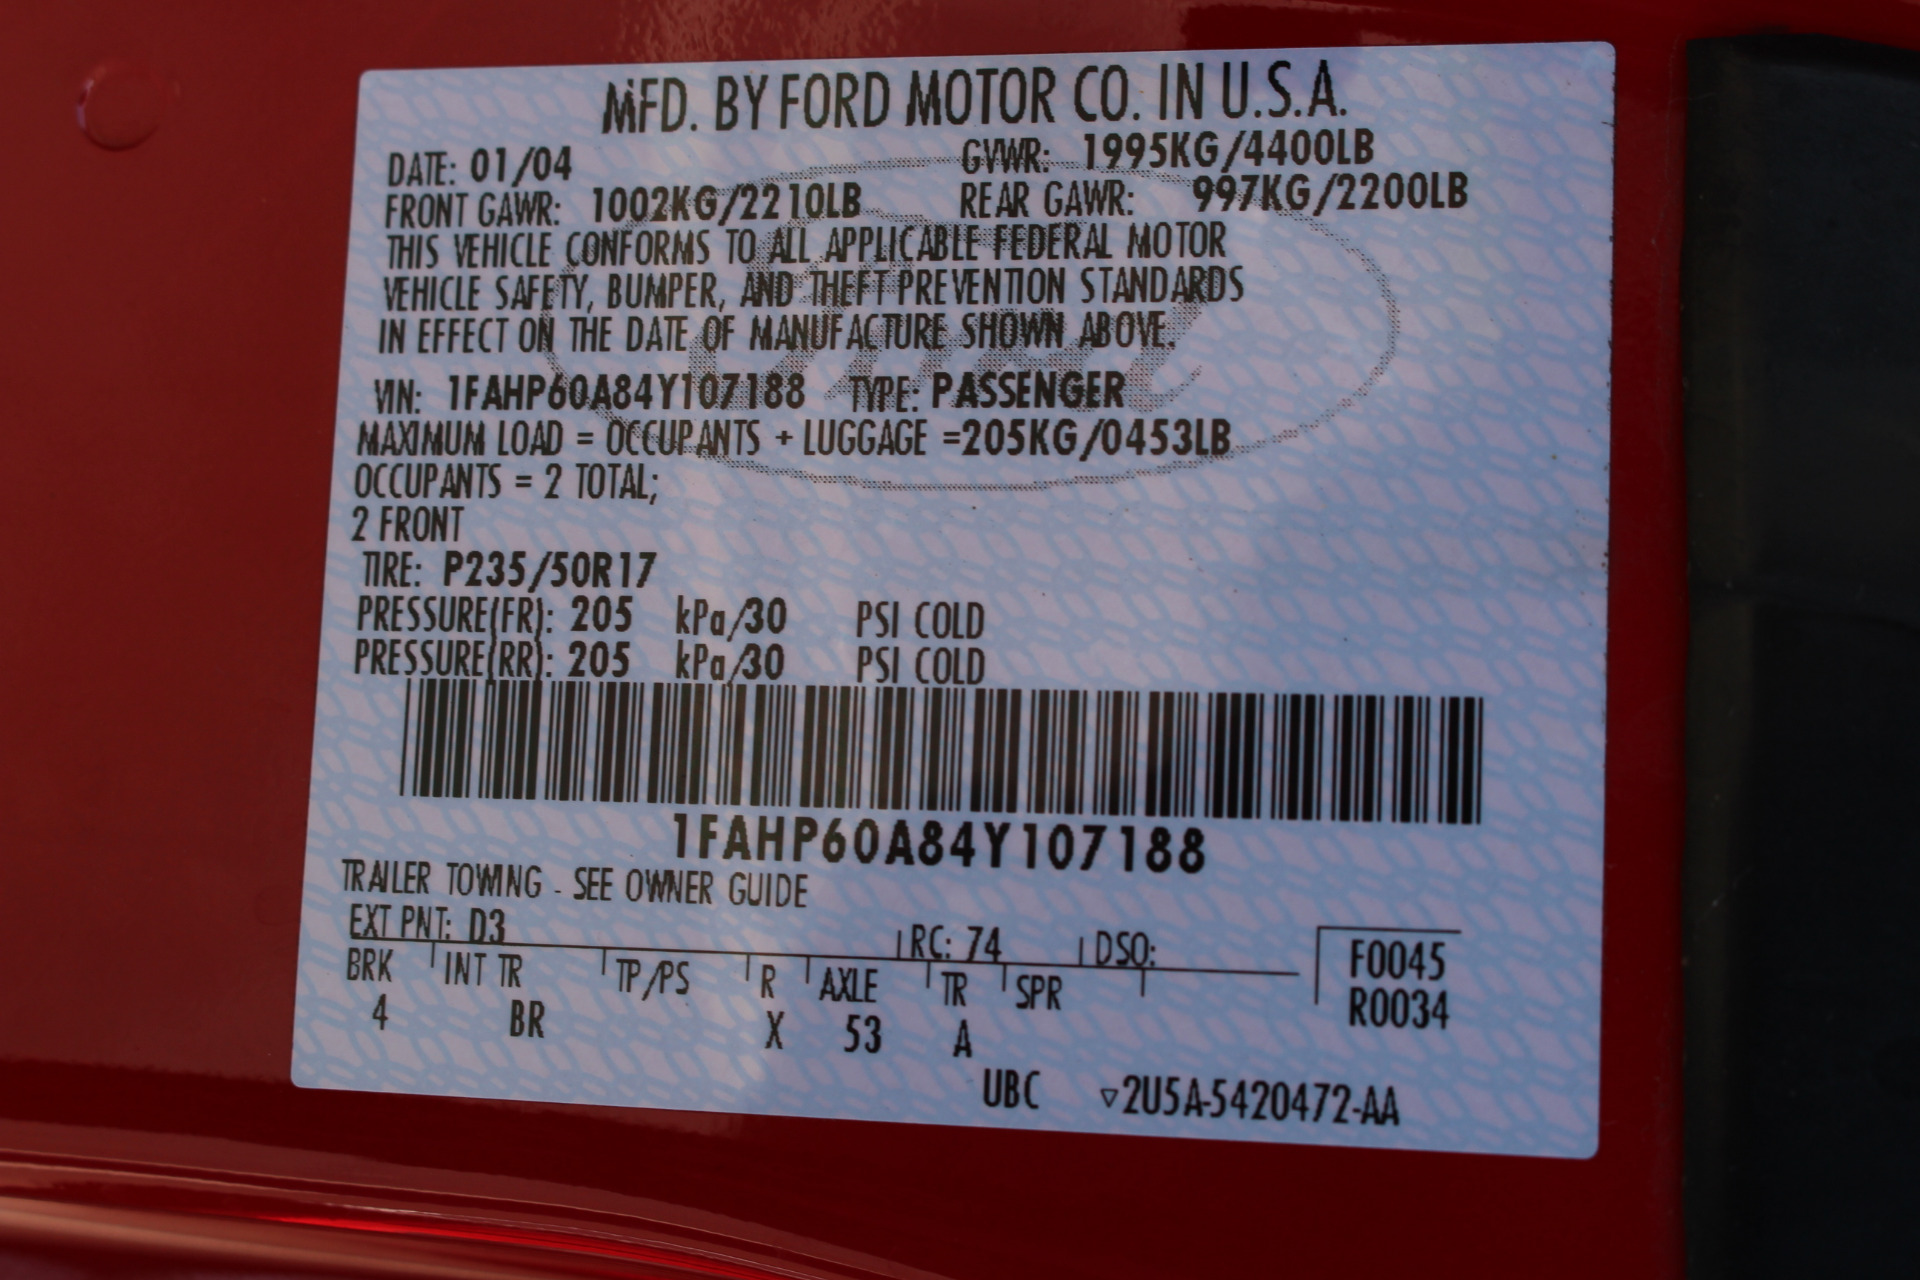 MFD. BY FORD MOTOR CO. IN U.S.A.
DATE: 01/04 GVWR: 1995KG/4400LB
FRONT GAWR: 1002KG/2210LB REAR GAWR: 997KG/2200LB
THIS VEHICLE CONFORMS TO ALL APPLICABLE FEDERAL MOTOR
VEHICLE SAFETY, BUMPER, AND THEFT PREVENTION STANDARDS
IN EFFECT ON THE DATE OF MANUFACTURE SHOWN ABOVE.
VIN: 1FAHP60A84Y107188 TYPE: PASSENGER
MAXIMUM LOAD = OCCUPANTS + LUGGAGE =205KG/0453LB
OCCUPANTS = 2 TOTAL;
2 FRONT
TIRE: P235/50R17
PRESSURE(FR): 205 kPa/30 PSI COLD
PRESSURE(RR): 205 kPa/30 PSI COLD
1FAHP60A84Y107188
TRAILER TOWING - SEE OWNER GUIDE
EXT PNT: D3 RC: 74 DSO: F0045
BRK INT TR TP/PS R AXLE TR SPR R0034
4 BR X 53 A
UBC ▽2U5A-5420472-AA